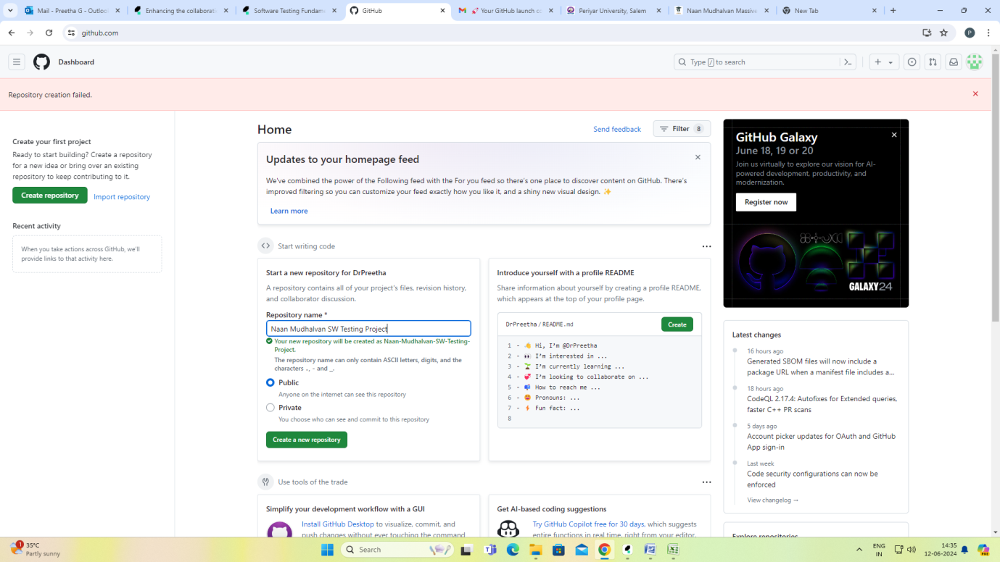 Mail - Preetha G - Outlool
Enhancing the collaborati
Software Testing Fundam
GitHub
🚀 Your GitHub launch co
Periyar University, Salem
Naan Mudhalvan Massive
New Tab
github.com
P
Dashboard
Type / to search
Repository creation failed.
Create your first project
Ready to start building? Create a repository
for a new idea or bring over an existing
repository to keep contributing to it.
Create repository
Import repository
Recent activity
When you take actions across GitHub, we'll
provide links to that activity here.
Home
Send feedback
Filter 8
Updates to your homepage feed
We've combined the power of the Following feed with the For you feed so there's one place to discover content on GitHub. There's
improved filtering so you can customize your feed exactly how you like it, and a shiny new visual design. ✨
Learn more
Start writing code
Start a new repository for DrPreetha
A repository contains all of your project's files, revision history,
and collaborator discussion.
Repository name *
Naan Mudhalvan SW Testing Project
Your new repository will be created as Naan-Mudhalvan-SW-Testing-
Project.
The repository name can only contain ASCII letters, digits, and the
characters ., - and _.
Public
Anyone on the internet can see this repository
Private
You choose who can see and commit to this repository
Create a new repository
Introduce yourself with a profile README
Share information about yourself by creating a profile README,
which appears at the top of your profile page.
DrPreetha / README.md
Create
1 - 👋 Hi, I'm @DrPreetha
2 - 👀 I'm interested in ...
3 - 🌱 I'm currently learning ...
4 - 💞️ I'm looking to collaborate on ...
5 - 📫 How to reach me ...
6 - 😄 Pronouns: ...
7 - ⚡ Fun fact: ...
8
Use tools of the trade
Simplify your development workflow with a GUI
Install GitHub Desktop to visualize, commit, and
push changes without ever touching the command
Get AI-based coding suggestions
Try GitHub Copilot free for 30 days, which suggests
entire functions in real time, right from your editor.
GitHub Galaxy
June 18, 19 or 20
Join us virtually to explore our vision for AI-
powered development, productivity, and
modernization.
Register now
GALAXY24
Latest changes
16 hours ago
Generated SBOM files will now include a
package URL when a manifest file includes a...
18 hours ago
CodeQL 2.17.4: Autofixes for Extended queries,
faster C++ PR scans
5 days ago
Account picker updates for OAuth and GitHub
App sign-in
Last week
Code security configurations can now be
enforced
View changelog →
Explore repositories
1
35°C
Partly sunny
Search
ENG
IN
14:35
12-06-2024